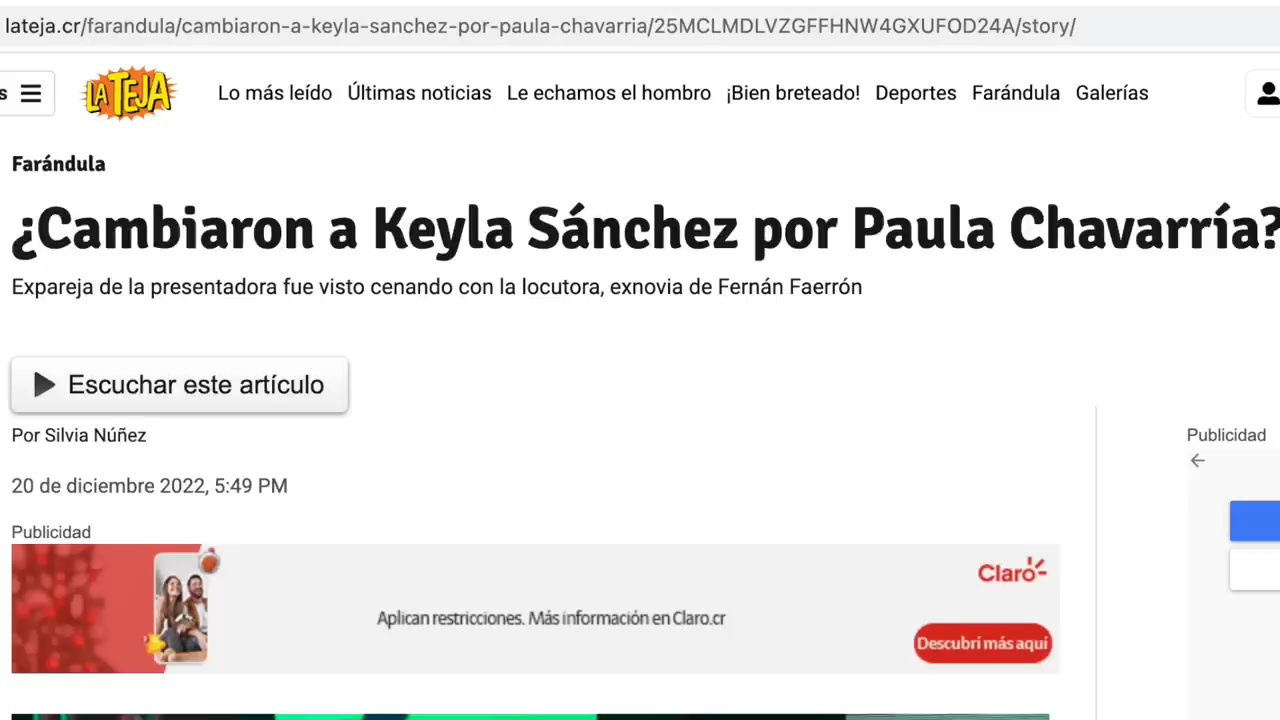 lateja.cr/farandula/cambiaron-a-keyla-sanchez-por-paula-chavarria/25MCLMDLVZGFFHNW4GXUFOD24A/story/
s
LA TEJA
Lo más leído Últimas noticias Le echamos el hombro ¡Bien breteado! Deportes Farándula Galerías
Farándula
¿Cambiaron a Keyla Sánchez por Paula Chavarría?
Expareja de la presentadora fue visto cenando con la locutora, exnovia de Fernán Faerrón
Escuchar este artículo
Por Silvia Núñez
Publicidad
20 de diciembre 2022, 5:49 PM
Publicidad
Claro
Aplican restricciones. Más información en Claro.cr
Descubrí más aquí